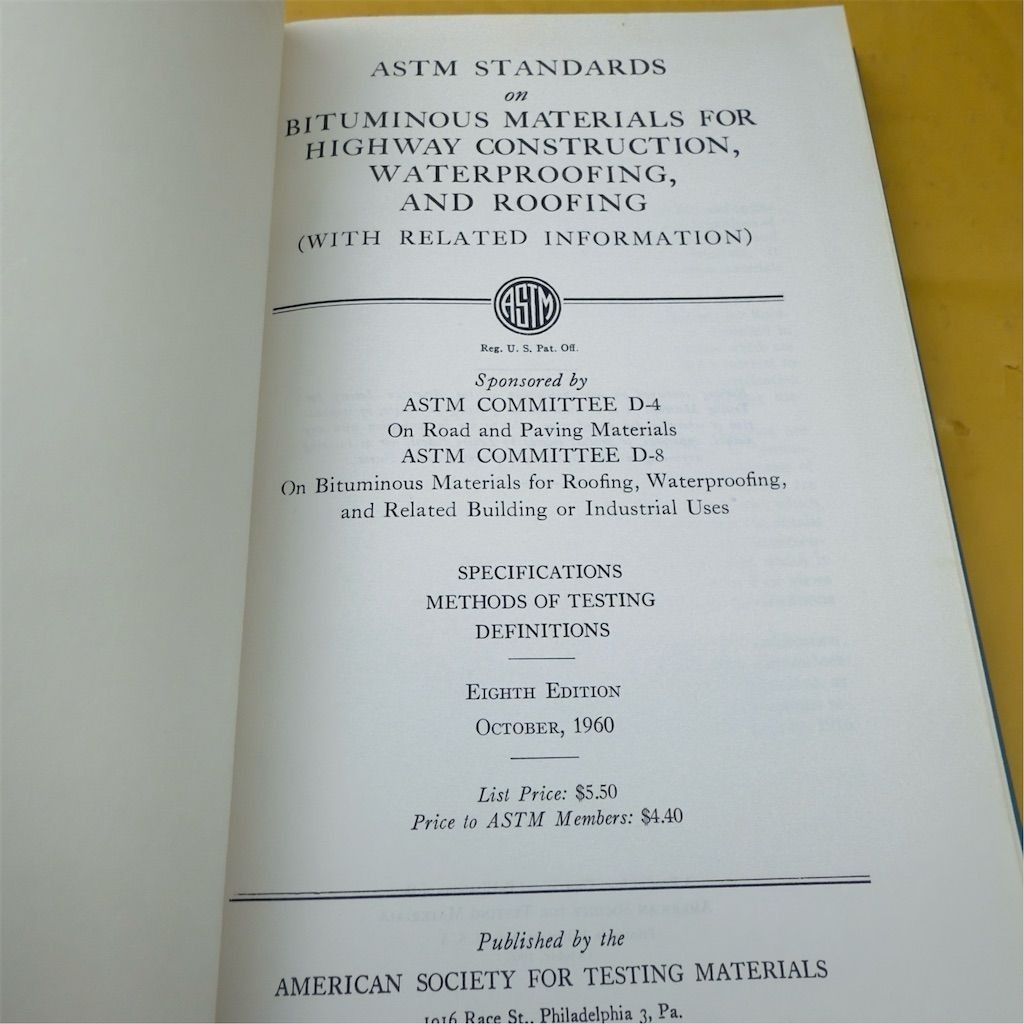 ASTM STANDARDS
on
BITUMINOUS MATERIALS FOR
HIGHWAY CONSTRUCTION,
WATERPROOFING,
AND ROOFING
(WITH RELATED INFORMATION)
ASTM
Reg. U. S. Pat. Off.
Sponsored by
ASTM COMMITTEE D-4
On Road and Paving Materials
ASTM COMMITTEE D-8
On Bituminous Materials for Roofing, Waterproofing,
and Related Building or Industrial Uses
SPECIFICATIONS
METHODS OF TESTING
DEFINITIONS
EIGHTH EDITION
OCTOBER, 1960
List Price: $5.50
Price to ASTM Members: $4.40
Published by the
AMERICAN SOCIETY FOR TESTING MATERIALS
1916 Race St., Philadelphia 3, Pa.